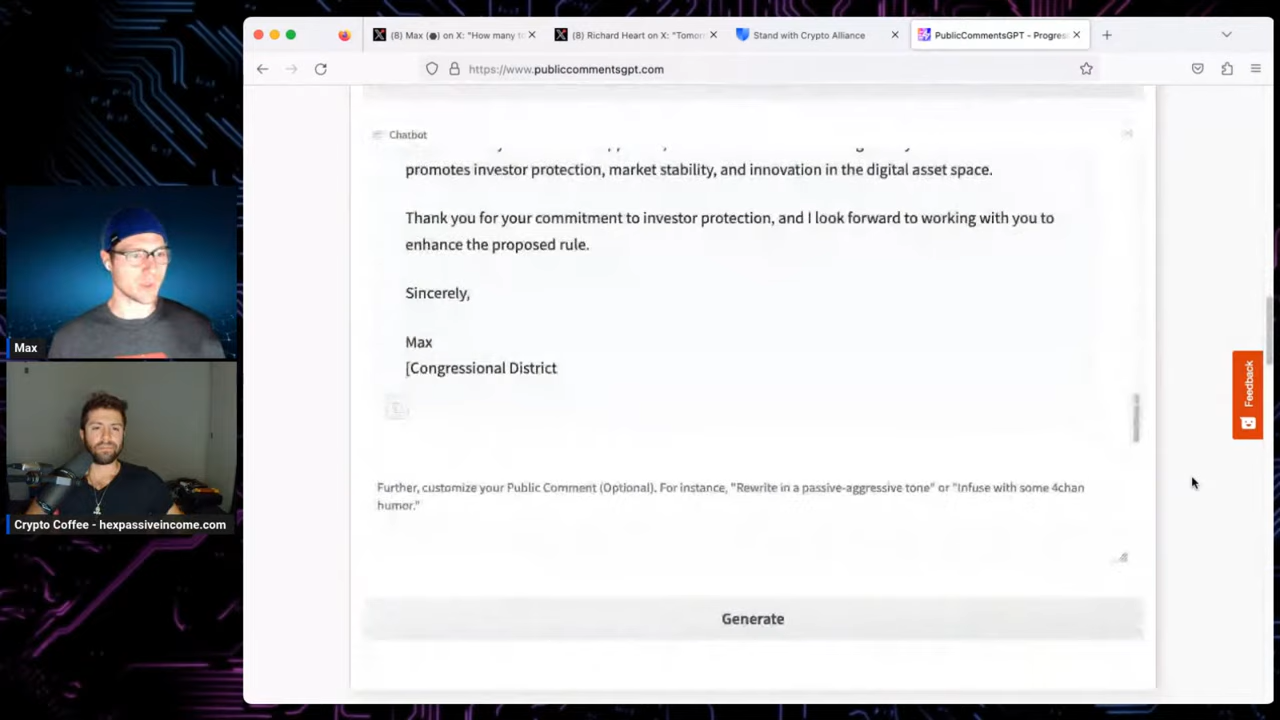 (8) Max (⬣) on X: "How many t
(8) Richard Heart on X: "Tomor
Stand with Crypto Alliance
PublicCommentsGPT - Progres
https://www.publiccommentsgpt.com
Chatbot
promotes investor protection, market stability, and innovation in the digital asset space.
Thank you for your commitment to investor protection, and I look forward to working with you to
enhance the proposed rule.
Sincerely,
Max
[Congressional District
Further, customize your Public Comment (Optional). For instance, "Rewrite in a passive-aggressive tone" or "Infuse with some 4chan
humor."
Generate
Feedback
Max
Crypto Coffee - hexpassiveincome.com